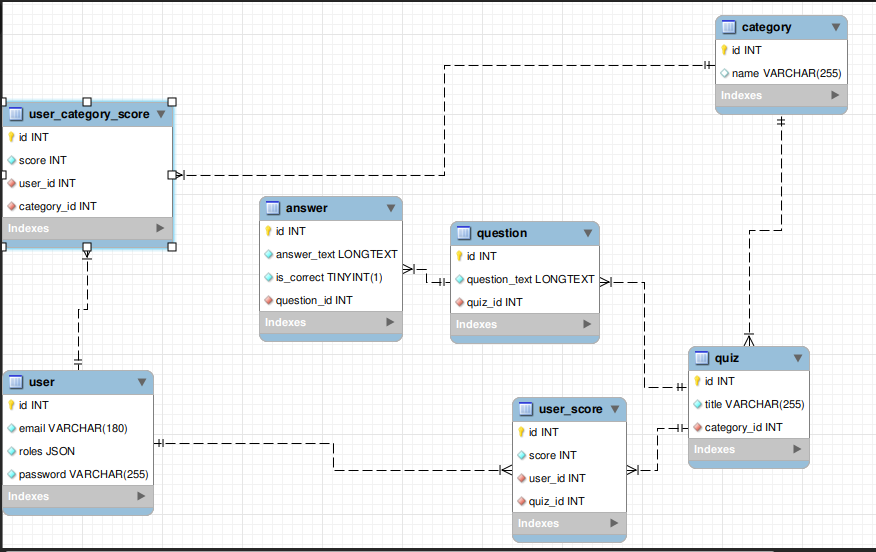 category
id INT
name VARCHAR(255)
Indexes
user_category_score
id INT
score INT
user_id INT
category_id INT
Indexes
answer
id INT
answer_text LONGTEXT
is_correct TINYINT(1)
question_id INT
Indexes
question
id INT
question_text LONGTEXT
quiz_id INT
Indexes
quiz
id INT
title VARCHAR(255)
category_id INT
Indexes
user
id INT
email VARCHAR(180)
roles JSON
password VARCHAR(255)
Indexes
user_score
id INT
score INT
user_id INT
quiz_id INT
Indexes